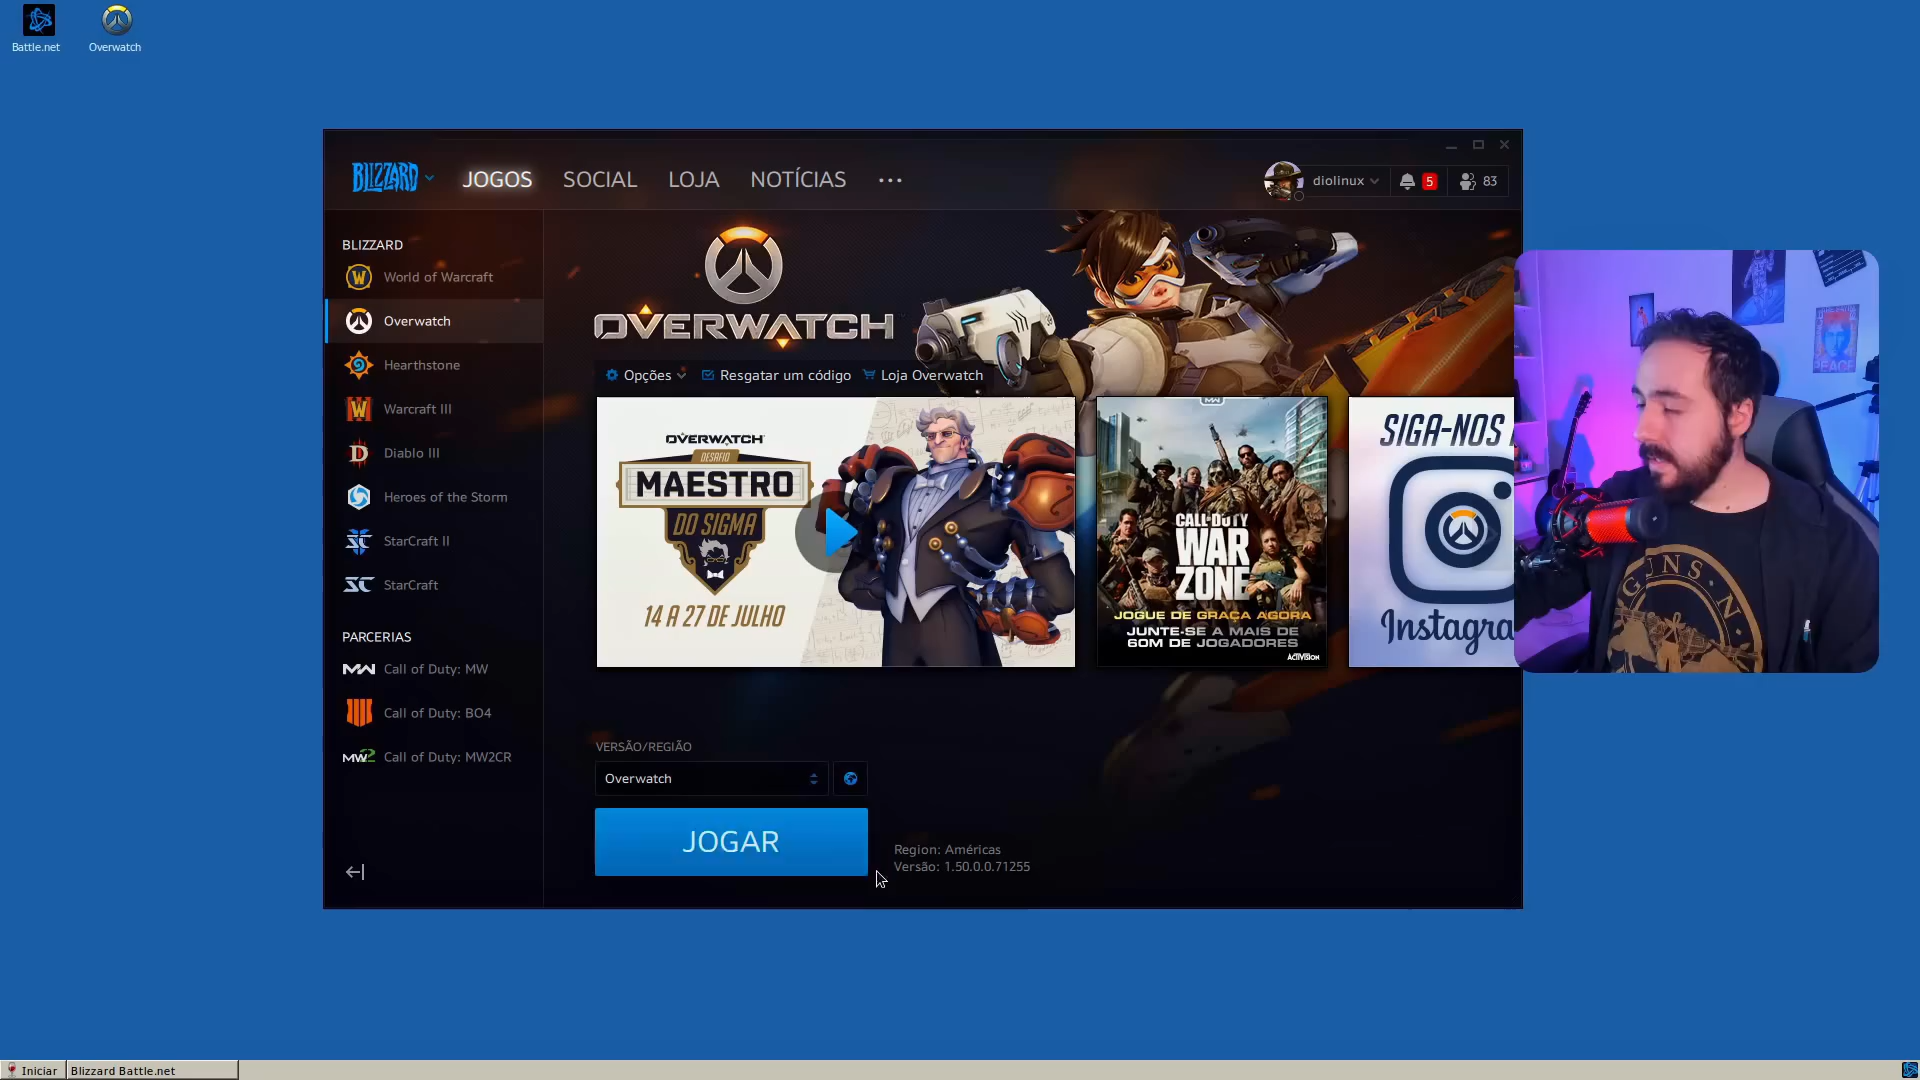 Battle.net
Overwatch
BLIZZARD
JOGOS
SOCIAL
LOJA
NOTÍCIAS
diolinux
5
83
BLIZZARD
World of Warcraft
Overwatch
Hearthstone
Warcraft III
Diablo III
Heroes of the Storm
StarCraft II
StarCraft
PARCERIAS
Call of Duty: MW
Call of Duty: BO4
Call of Duty: MW2CR
OVERWATCH
Opções
Resgatar um código
Loja Overwatch
OVERWATCH
DESAFIO
MAESTRO
DO SIGMA
14 A 27 DE JULHO
CALL OF DUTY
WAR
ZONE
JOGUE DE GRAÇA AGORA
JUNTE-SE A MAIS DE
60M DE JOGADORES
ACTIVISION
SIGA-NOS
Instagra
GUNS N
PEACE
VERSÃO/REGIÃO
Overwatch
JOGAR
Region: Américas
Versão: 1.50.0.0.71255
Iniciar
Blizzard Battle.net